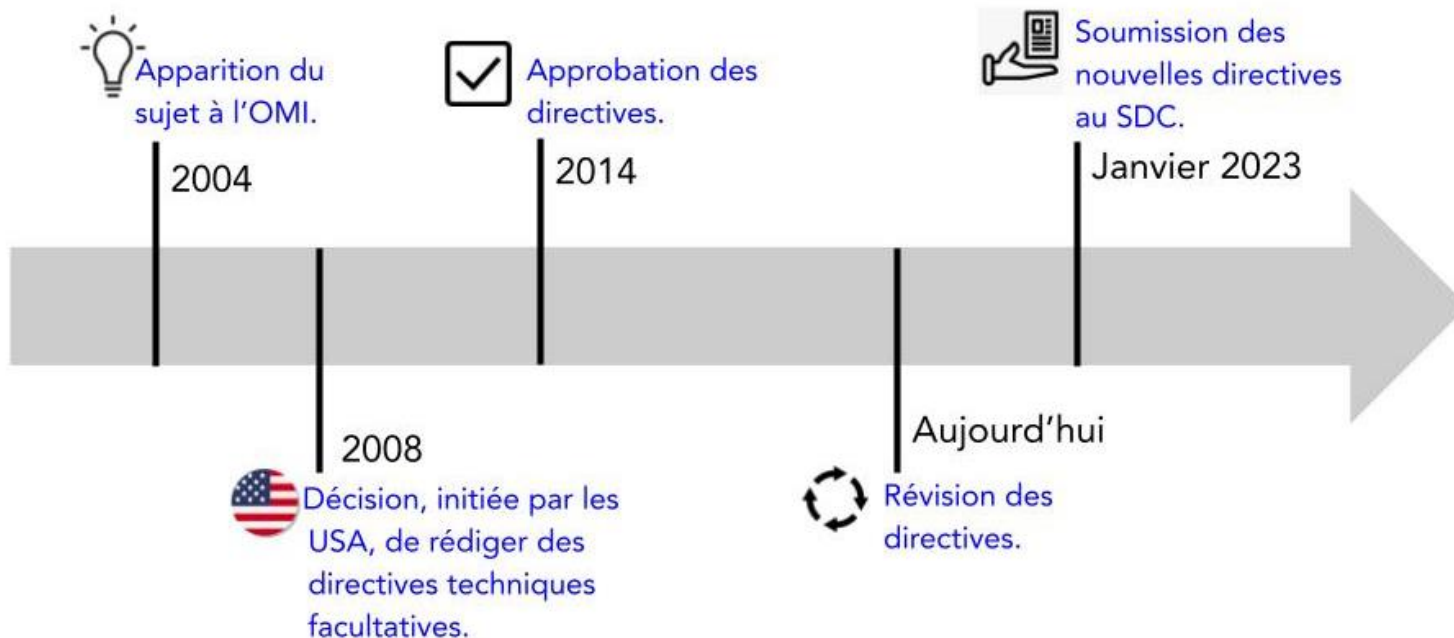 Apparition du
sujet à l'OMI.
2004
2008
Décision, initiée par les
USA, de rédiger des
directives techniques
facultatives.
Approbation des
directives.
2014
Aujourd'hui
Révision des
directives.
Soumission des
nouvelles directives
au SDC.
Janvier 2023